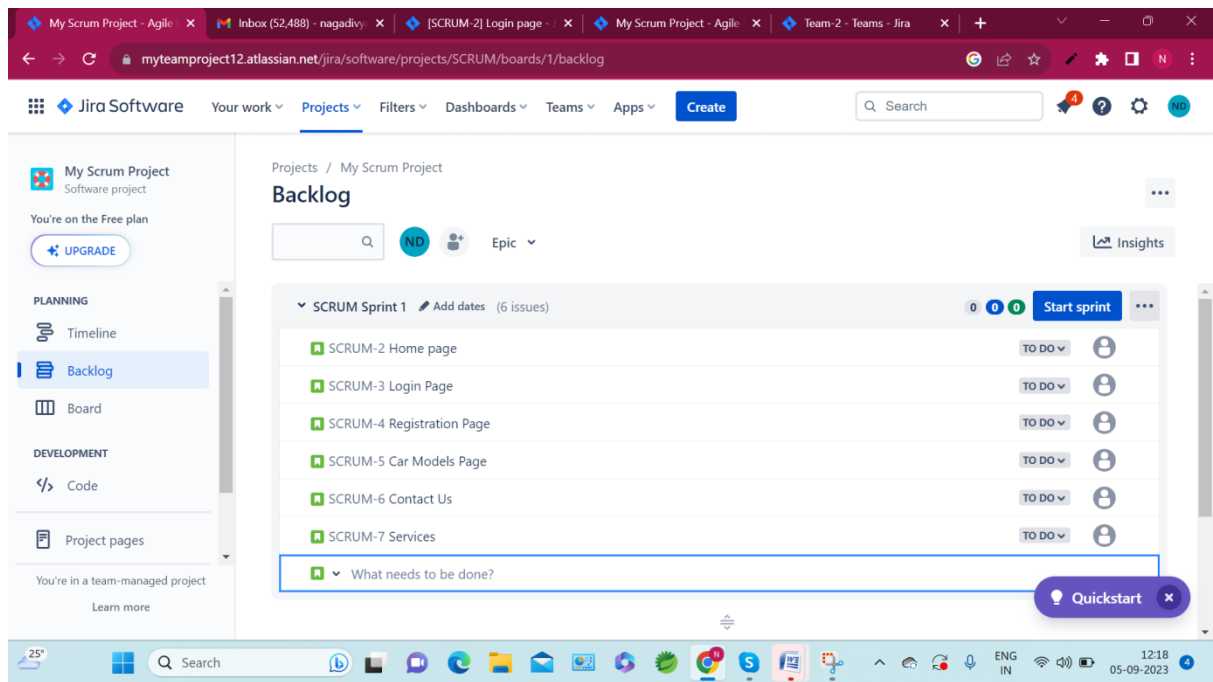 My Scrum Project - Agile
Inbox (52,488) - nagadivy
[SCRUM-2] Login page -
My Scrum Project - Agile
Team-2 - Teams - Jira
myteamproject12.atlassian.net/jira/software/projects/SCRUM/boards/1/backlog
G
N
Jira Software
Your work
Projects
Filters
Dashboards
Teams
Apps
Create
Search
4
ND
My Scrum Project
Software project
You're on the Free plan
UPGRADE
PLANNING
Timeline
Backlog
Board
DEVELOPMENT
Code
Project pages
You're in a team-managed project
Learn more
Projects / My Scrum Project
Backlog
ND
Epic
Insights
SCRUM Sprint 1 Add dates (6 issues)
0 0 0 Start sprint
SCRUM-2 Home page TO DO
SCRUM-3 Login Page TO DO
SCRUM-4 Registration Page TO DO
SCRUM-5 Car Models Page TO DO
SCRUM-6 Contact Us TO DO
SCRUM-7 Services TO DO
What needs to be done?
Quickstart
25°
Search
ENG
IN
12:18
05-09-2023
4